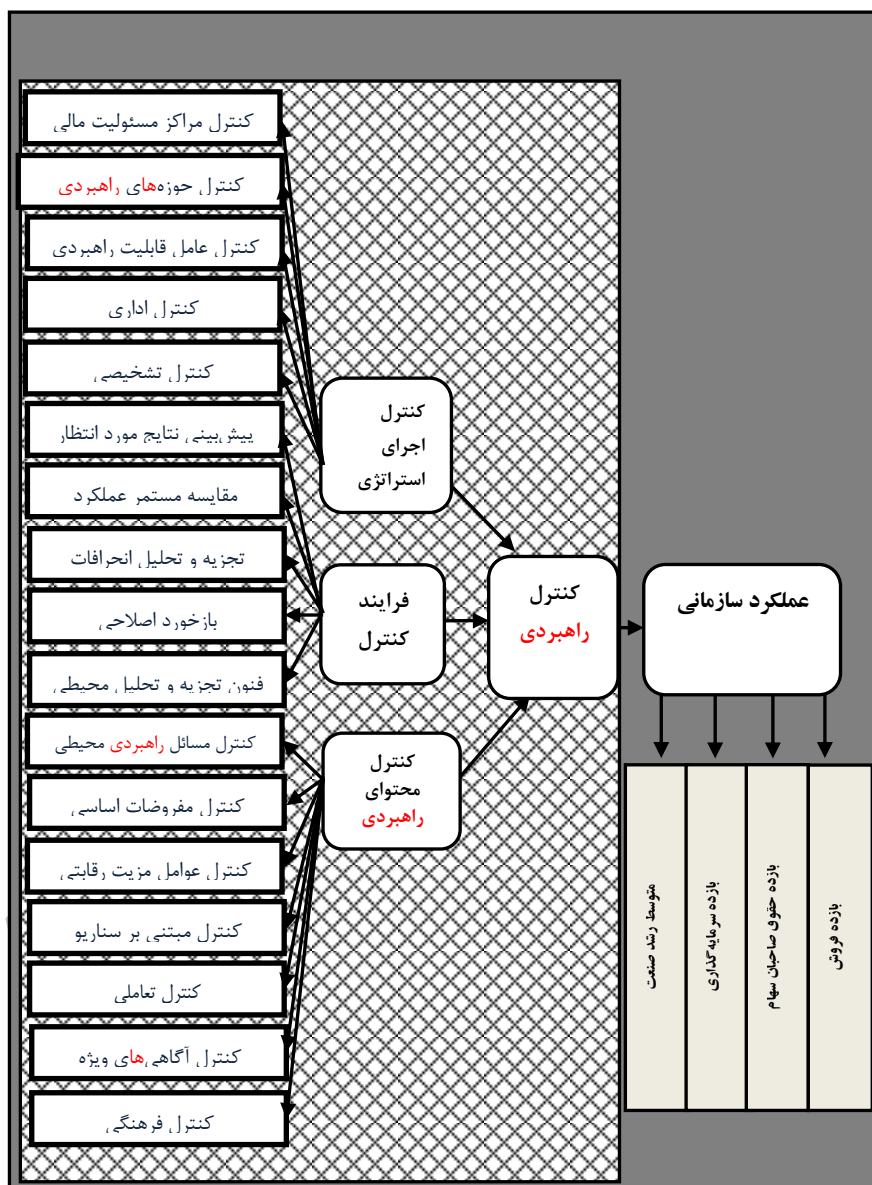 کنترل مراکز مسئولیت مالی
کنترل حوزه‌های راهبردی
کنترل عامل قابلیت راهبردی
کنترل اداری
کنترل تشخیصی
پیش‌بینی نتایج مورد انتظار
مقایسه مستمر عملکرد
تجزیه و تحلیل انحرافات
بازخورد اصلاحی
فنون تجزیه و تحلیل محیطی
کنترل مسائل راهبردی محیطی
کنترل مفروضات اساسی
کنترل عوامل مزیت رقابتی
کنترل مبتنی بر سناریو
کنترل تعاملی
کنترل آگاهی‌های ویژه
کنترل فرهنگی
کنترل
اجرای
استراتژی
فرایند
کنترل
کنترل
محتوای
راهبردی
کنترل
راهبردی
عملکرد سازمانی
متوسط رشد صنعت
بازده سرمایه‌گذاری
بازده حقوق صاحبان سهام
بازده فروش